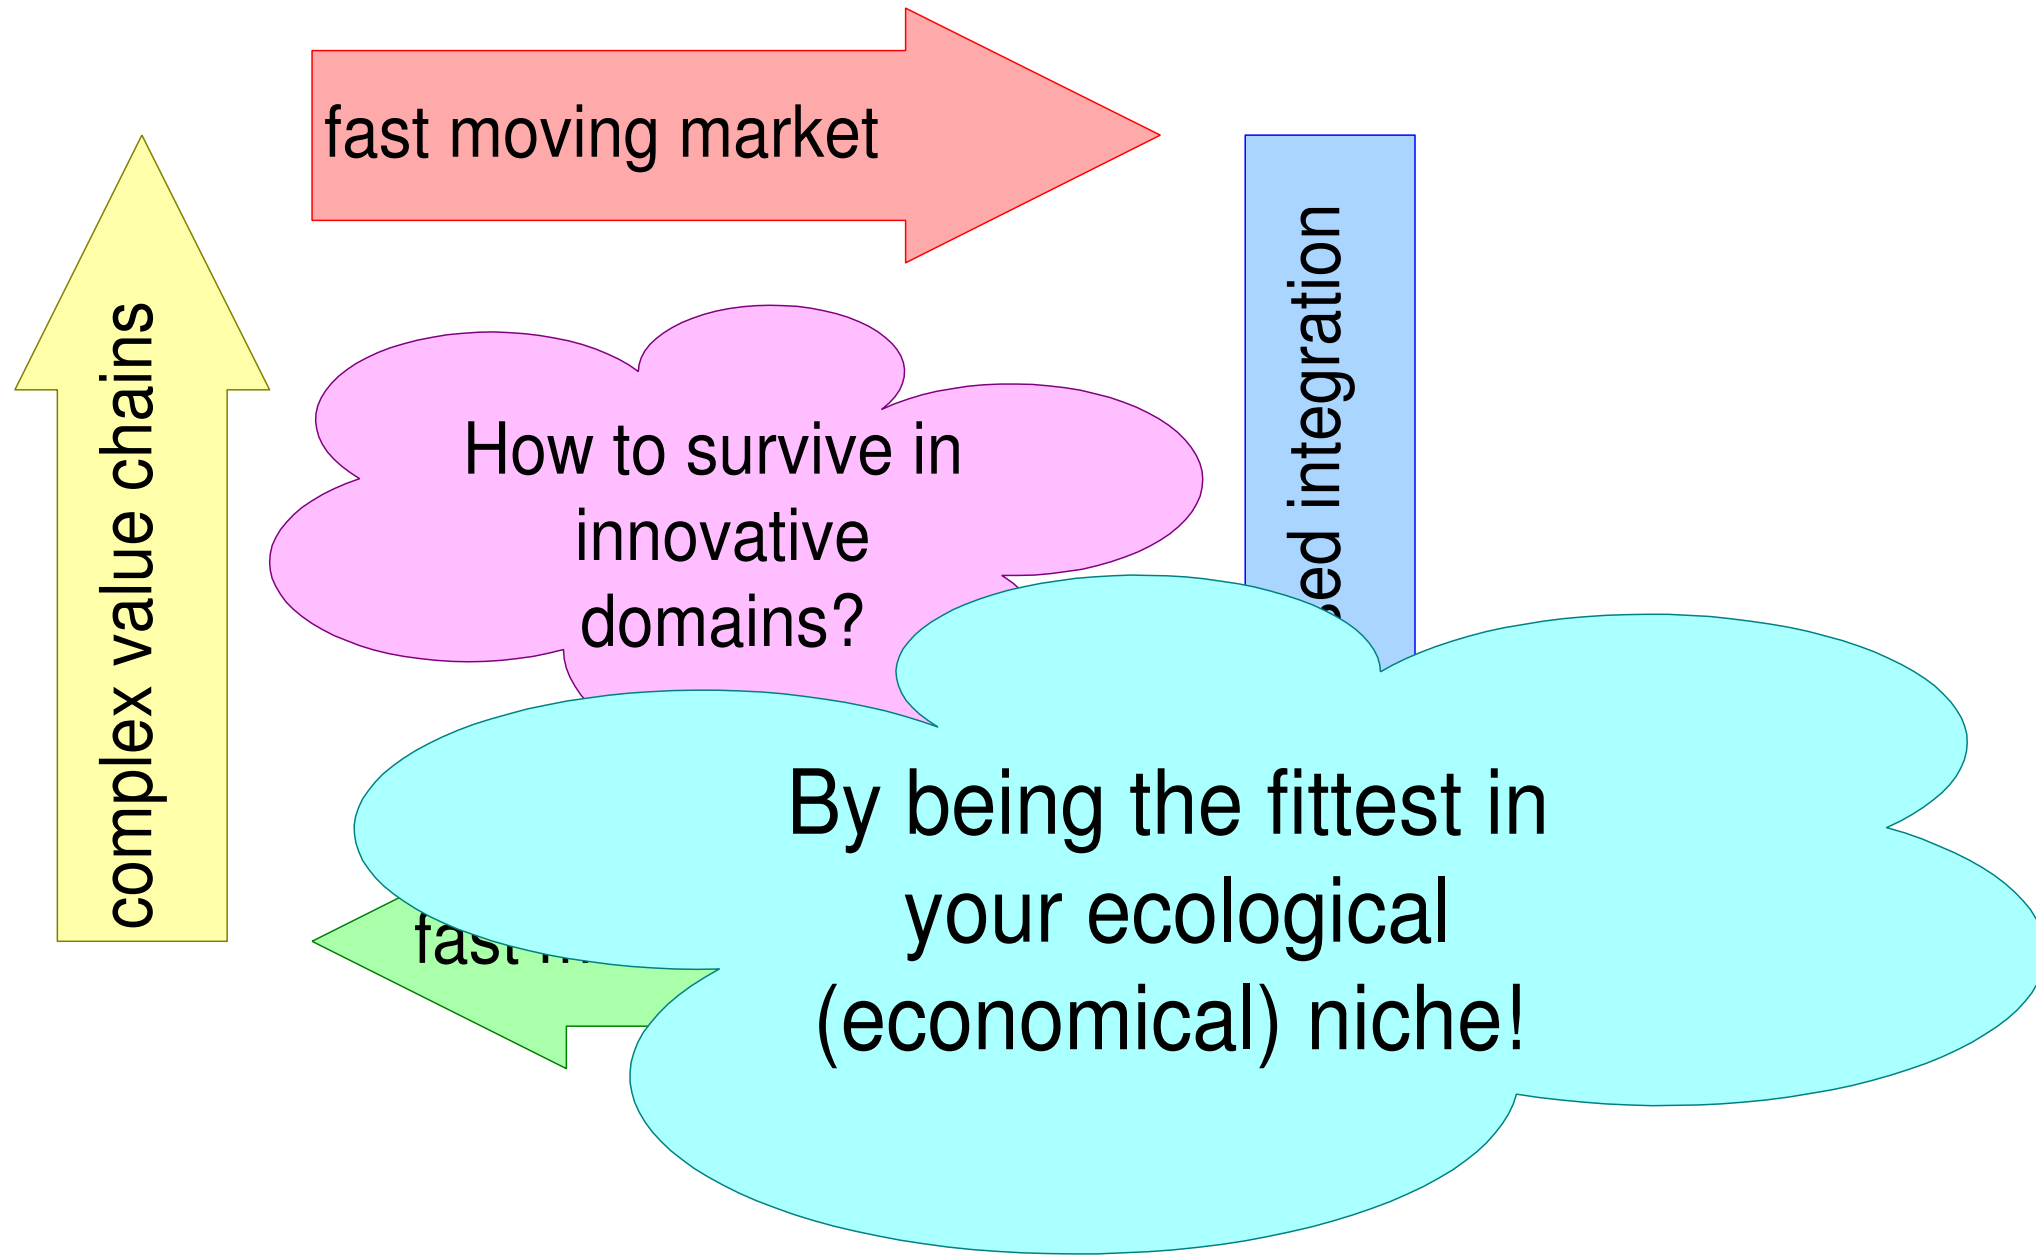 fast moving market
complex value chains
How to survive in
innovative
domains?
integration
By being the fittest in
your ecological
(economical) niche!
fast